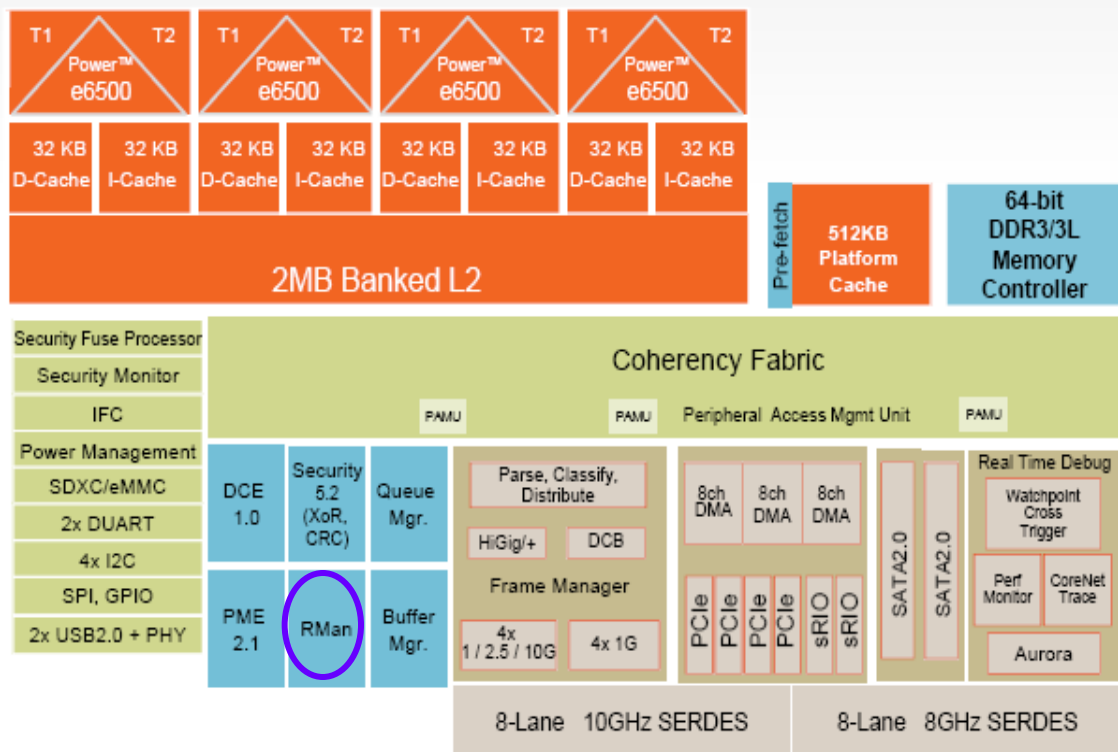 T1
T2
Power™
e6500
T1
T2
Power™
e6500
T1
T2
Power™
e6500
T1
T2
Power™
e6500
32 KB
D-Cache
32 KB
I-Cache
32 KB
D-Cache
32 KB
I-Cache
32 KB
D-Cache
32 KB
I-Cache
32 KB
D-Cache
32 KB
I-Cache
2MB Banked L2
Pre-fetch
512KB
Platform
Cache
64-bit
DDR3/3L
Memory
Controller
Security Fuse Processor
Security Monitor
IFC
Power Management
SDXC/eMMC
2x DUART
4x I2C
SPI, GPIO
2x USB2.0 + PHY
Coherency Fabric
PAMU
PAMU
Peripheral Access Mgmt Unit
PAMU
DCE
1.0
Security
5.2
(XoR,
CRC)
Queue
Mgr.
PME
2.1
RMan
Buffer
Mgr.
Parse, Classify,
Distribute
HiGig/+
DCB
Frame Manager
4x
1 / 2.5 / 10G
4x 1G
8ch
DMA
8ch
DMA
8ch
DMA
PCIe
PCIe
PCIe
PCIe
sRIO
sRIO
SATA2.0
SATA2.0
Real Time Debug
Watchpoint
Cross
Trigger
Perf
Monitor
CoreNet
Trace
Aurora
8-Lane 10GHz SERDES
8-Lane 8GHz SERDES